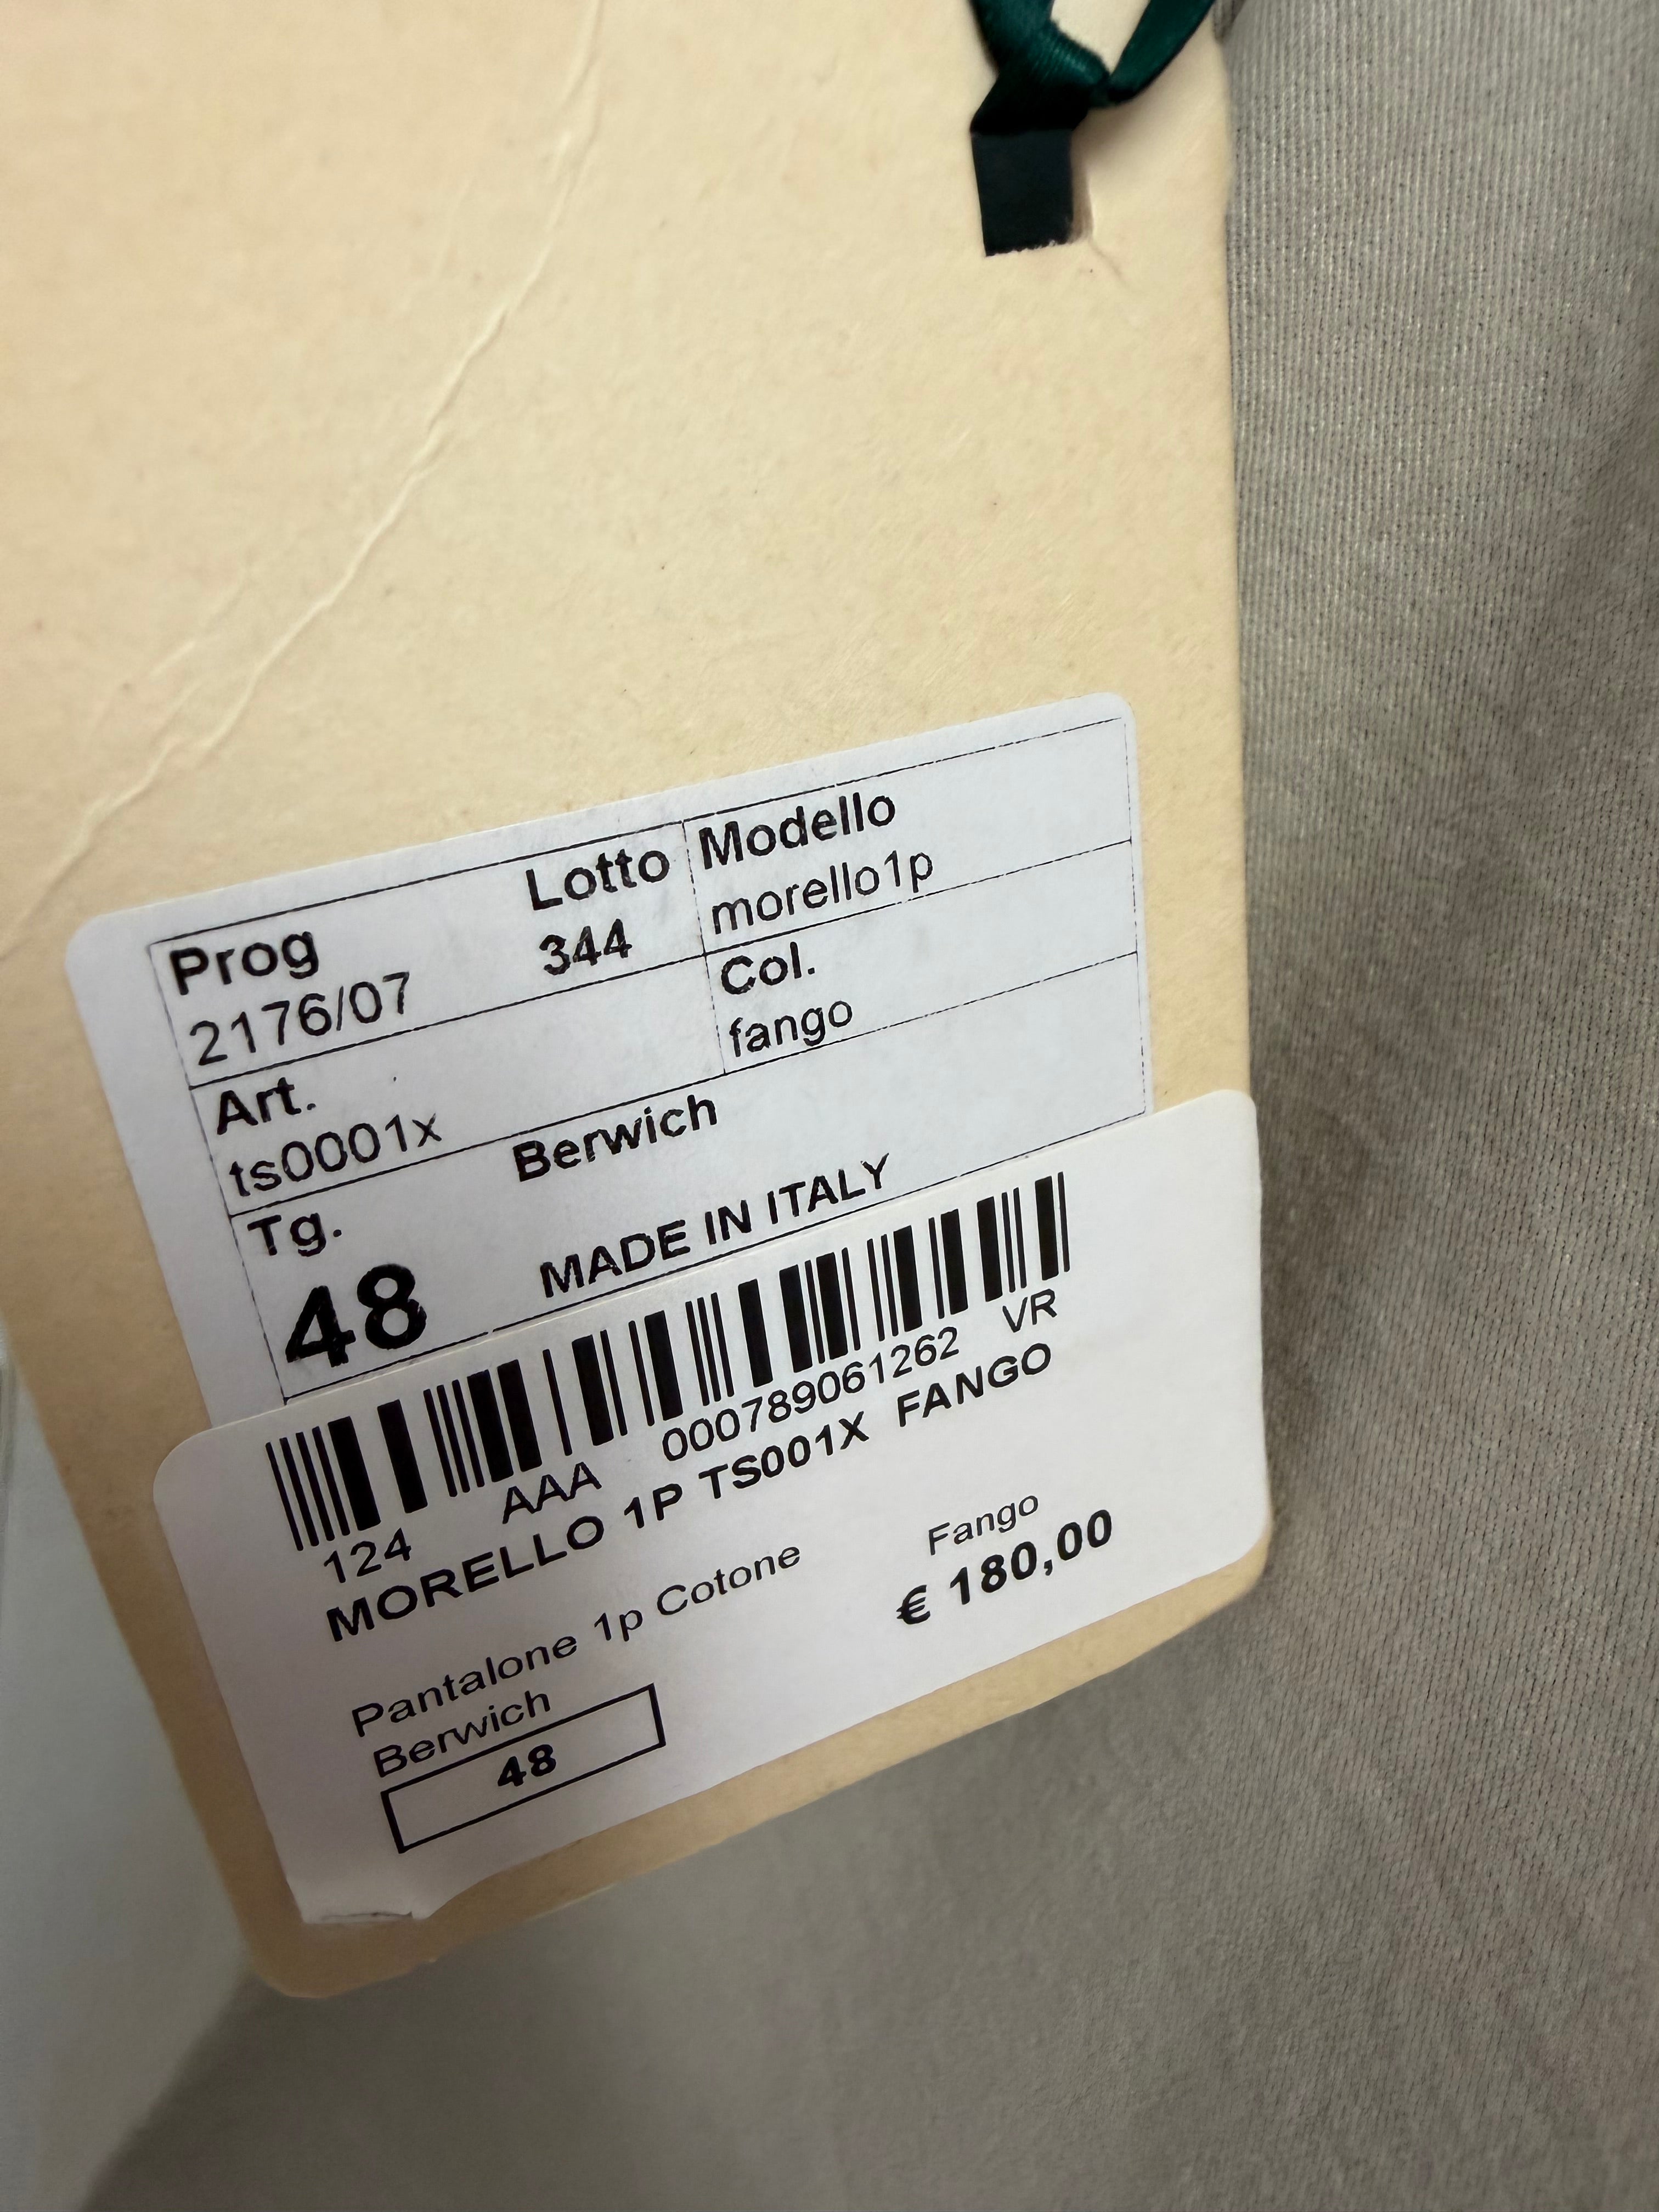 Prog Lotto
2176/07 344
Modello
morello1p
Art.
ts0001x
Col.
fango
Tg.
48
Berwich
MADE IN ITALY
124 AAA 000789061262 VR
MORELLO 1P TS001X FANGO
Pantalone 1p Cotone Fango
Berwich € 180,00
48